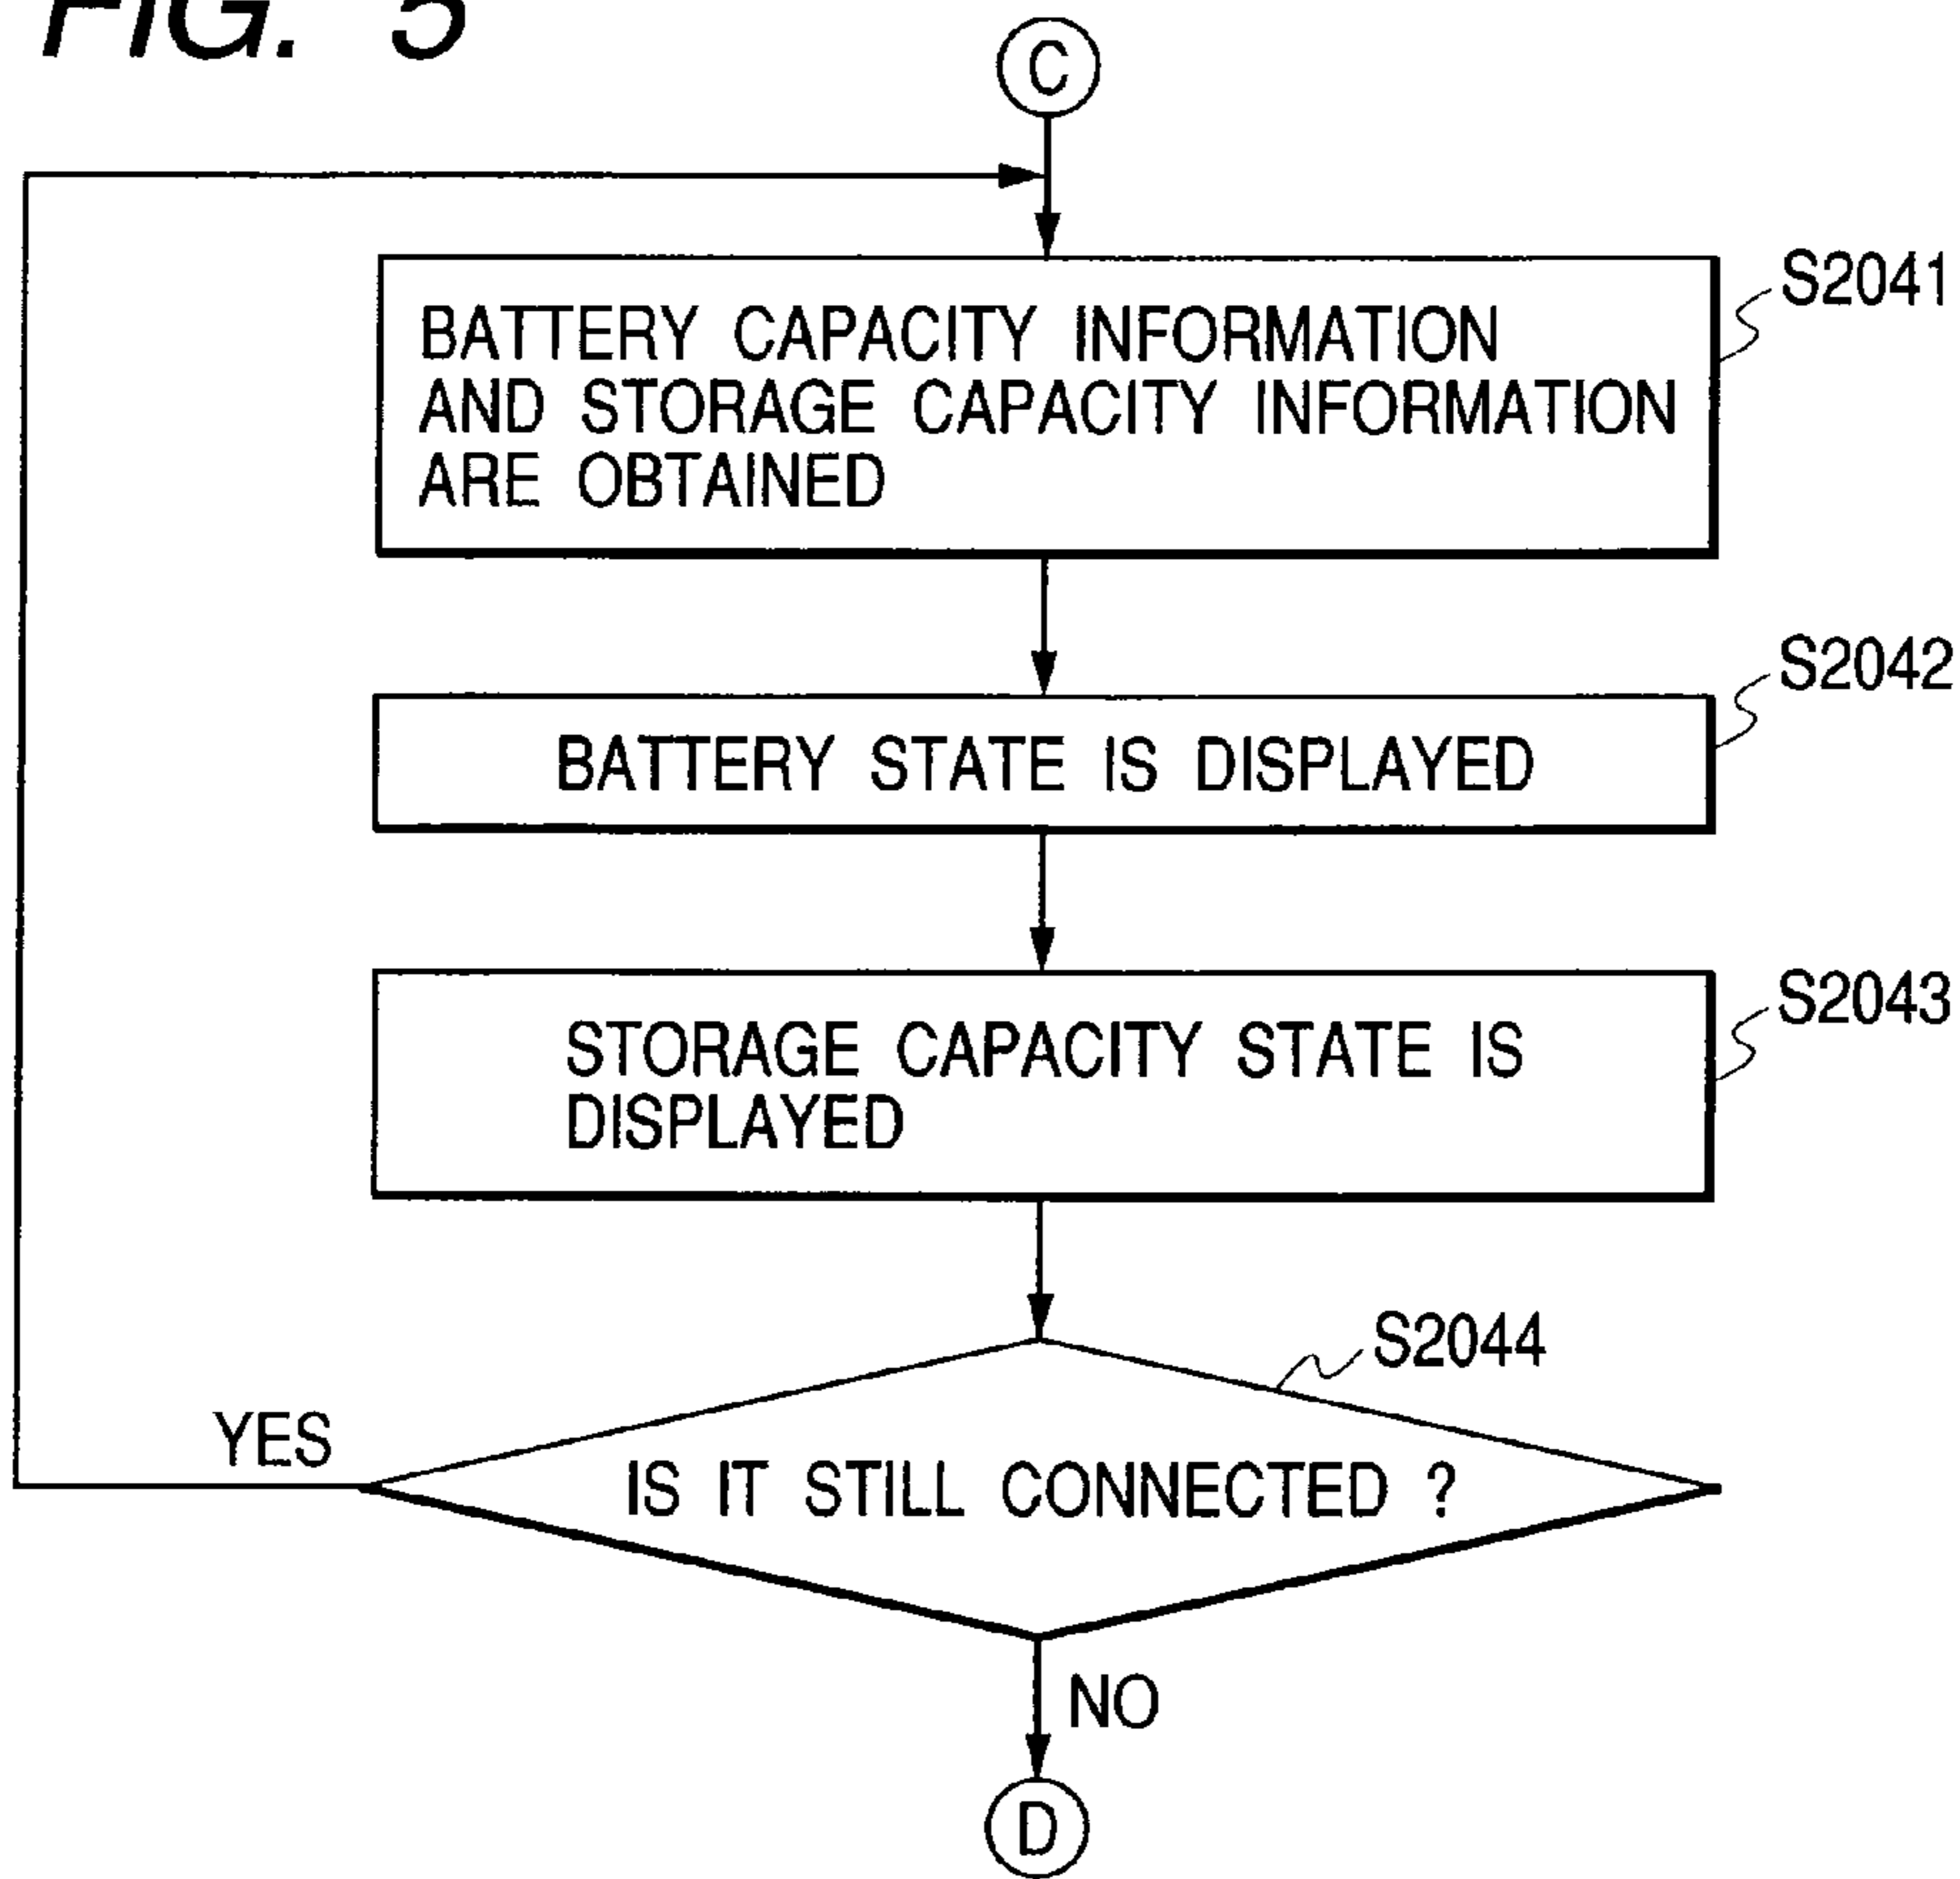 FIG. 5
C
BATTERY CAPACITY INFORMATION
AND STORAGE CAPACITY INFORMATION
ARE OBTAINED
S2041
BATTERY STATE IS DISPLAYED
S2042
STORAGE CAPACITY STATE IS
DISPLAYED
S2043
S2044
YES
IS IT STILL CONNECTED ?
NO
D